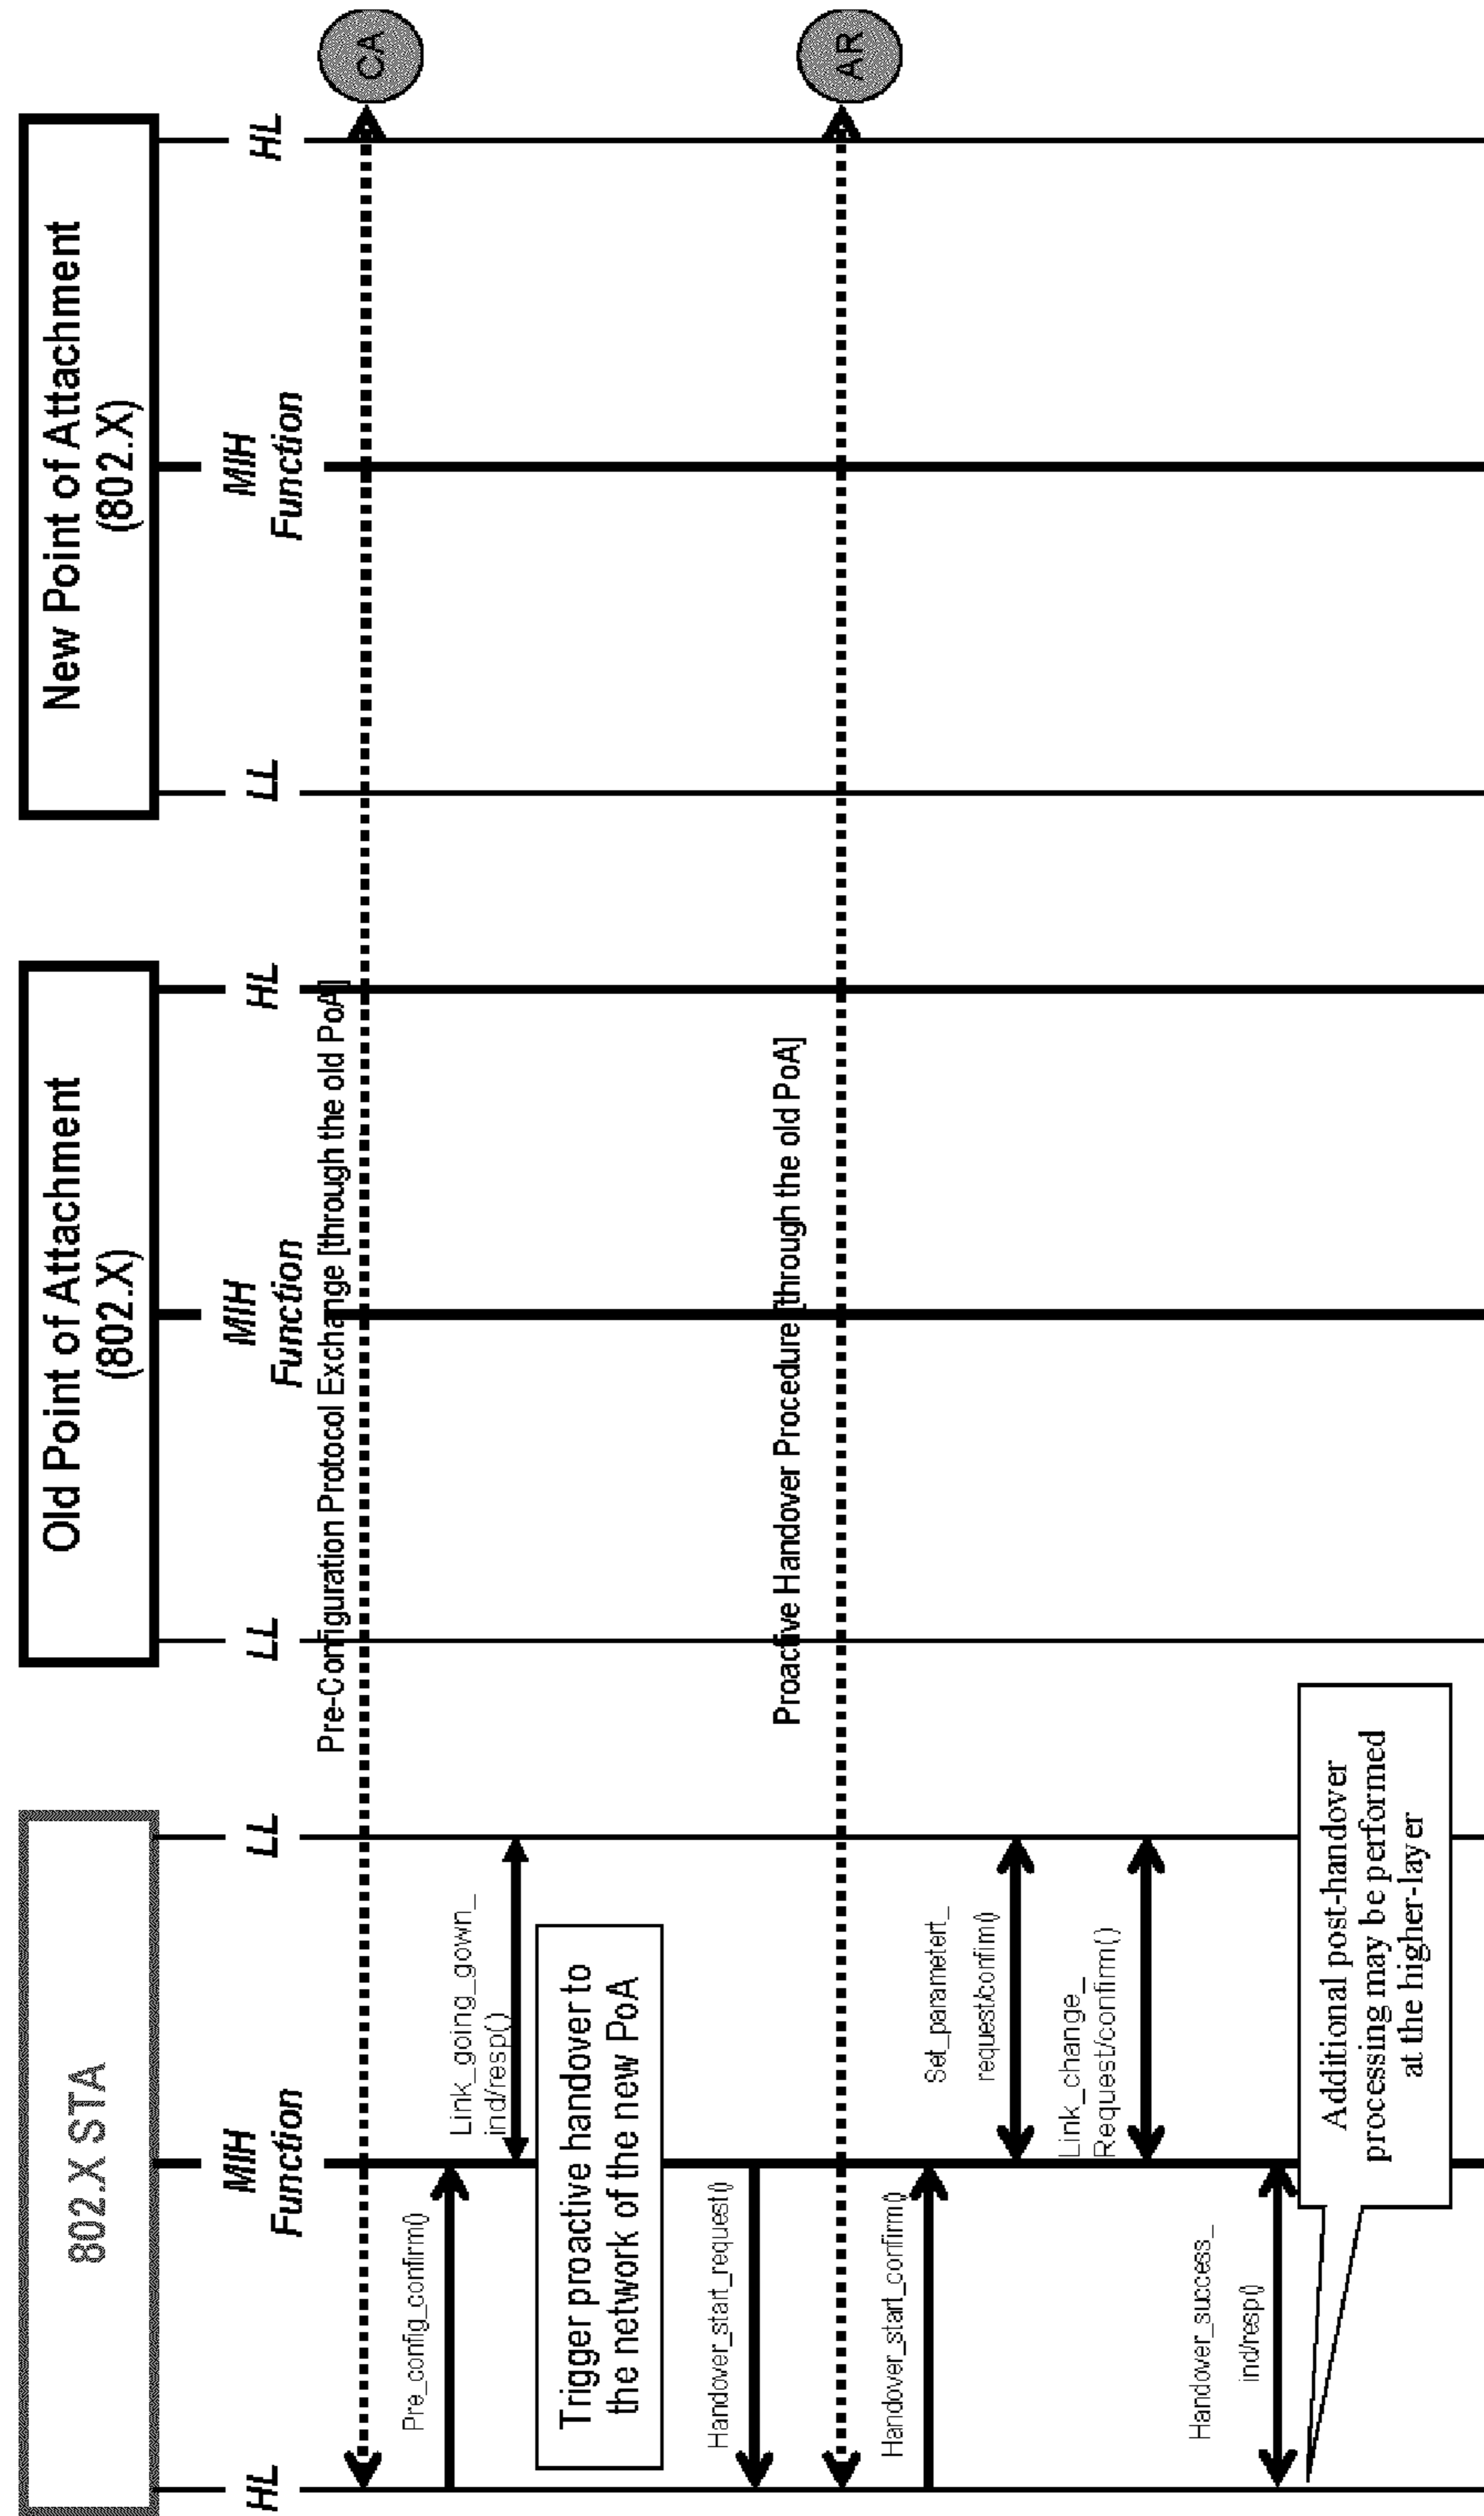 802.X STA
Old Point of Attachment
(802.X)
New Point of Attachment
(802.X)
HL
MIH
Function
LL
LL
MIH
Function
HL
LL
MIH
Function
HL
Pre-Configuration Protocol Exchange [through the old PoA]
CA
Pre_config_confirm()
Link_going_gown_
ind/resp()
Trigger proactive handover to
the network of the new PoA
Handover_start_request()
Proactive Handover Procedure [through the old PoA]
AR
Handover_start_confirm()
Set_parametert_
request/confirm()
Link_change_
Request/confirm()
Handover_success_
ind/resp()
Additional post-handover
processing may be performed
at the higher-layer